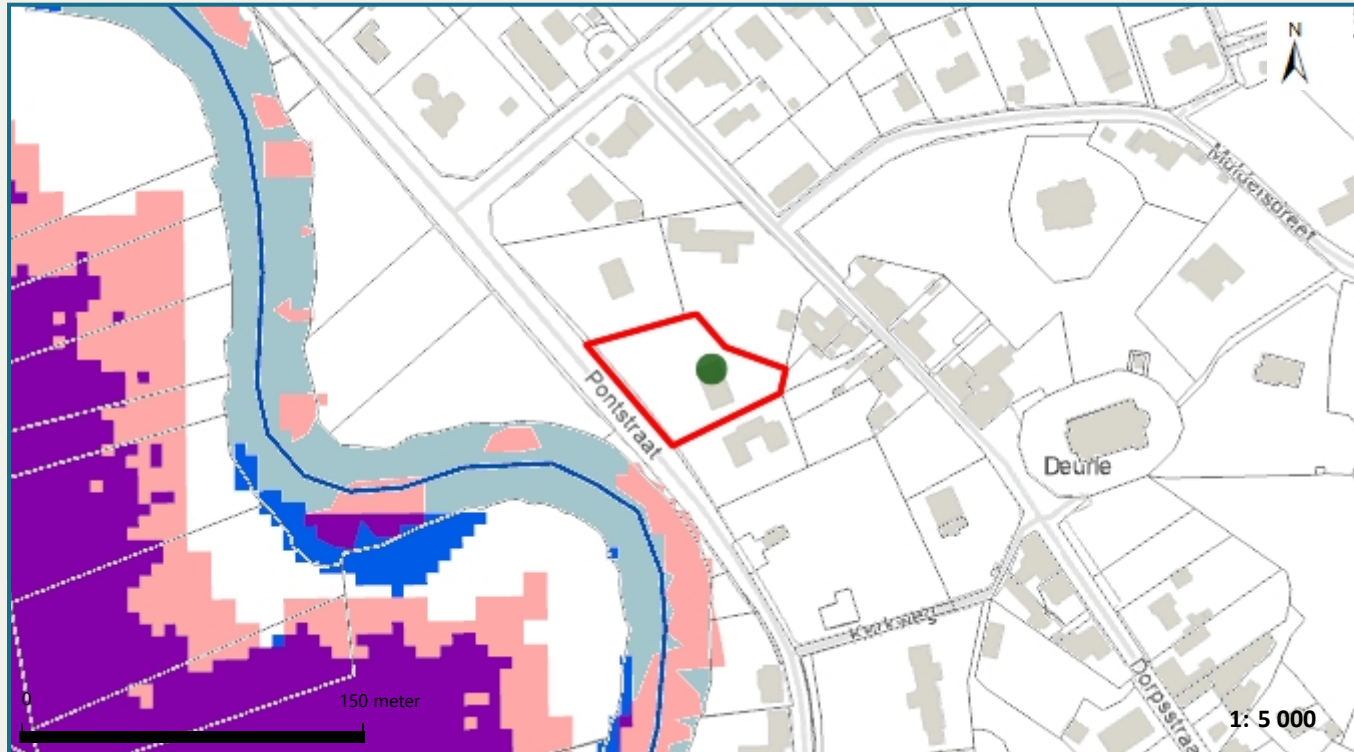 N
Muldersdreef
Pontstraat
Deurle
Kerkweg
0
150 meter
Dorpsstraat
1: 5 000